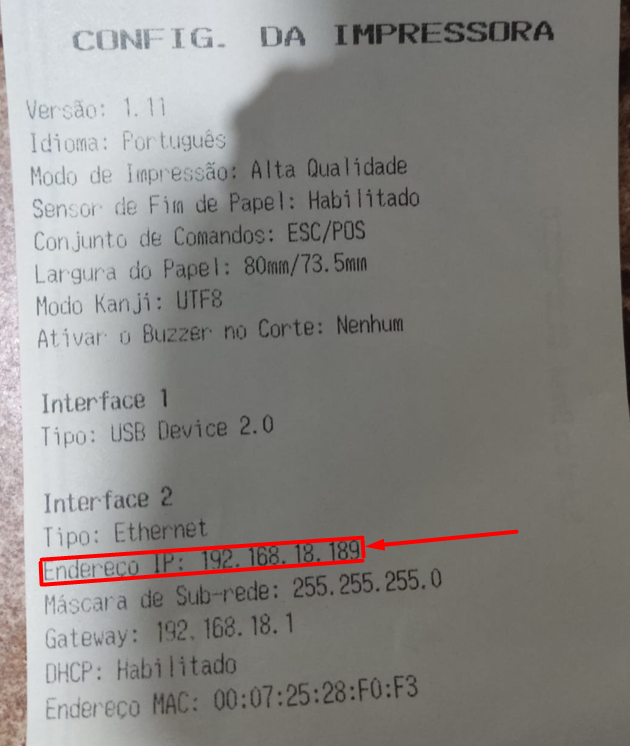 CONFIG. DA IMPRESSORA
Versão: 1.11
Idioma: Português
Modo de Impressão: Alta Qualidade
Sensor de Fim de Papel: Habilitado
Conjunto de Comandos: ESC/POS
Largura do Papel: 80mm/73.5mm
Modo Kanji: UTF8
Ativar o Buzzer no Corte: Nenhum
Interface 1
Tipo: USB Device 2.0
Interface 2
Tipo: Ethernet
Endereço IP: 192.168.18.189
Máscara de Sub-rede: 255.255.255.0
Gateway: 192.168.18.1
DHCP: Habilitado
Endereço MAC: 00:07:25:28:F0:F3